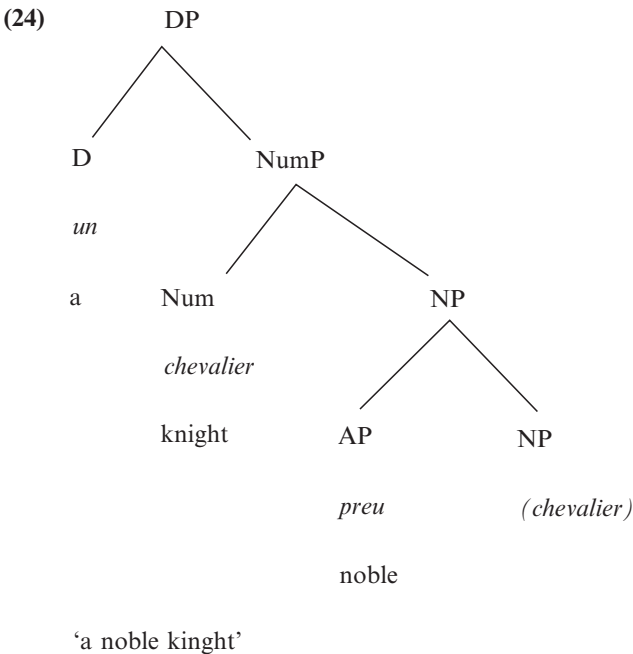 (24) DP
D NumP
un
a Num NP
chevalier
knight AP NP
preu (chevalier)
noble
‘a noble kinght’